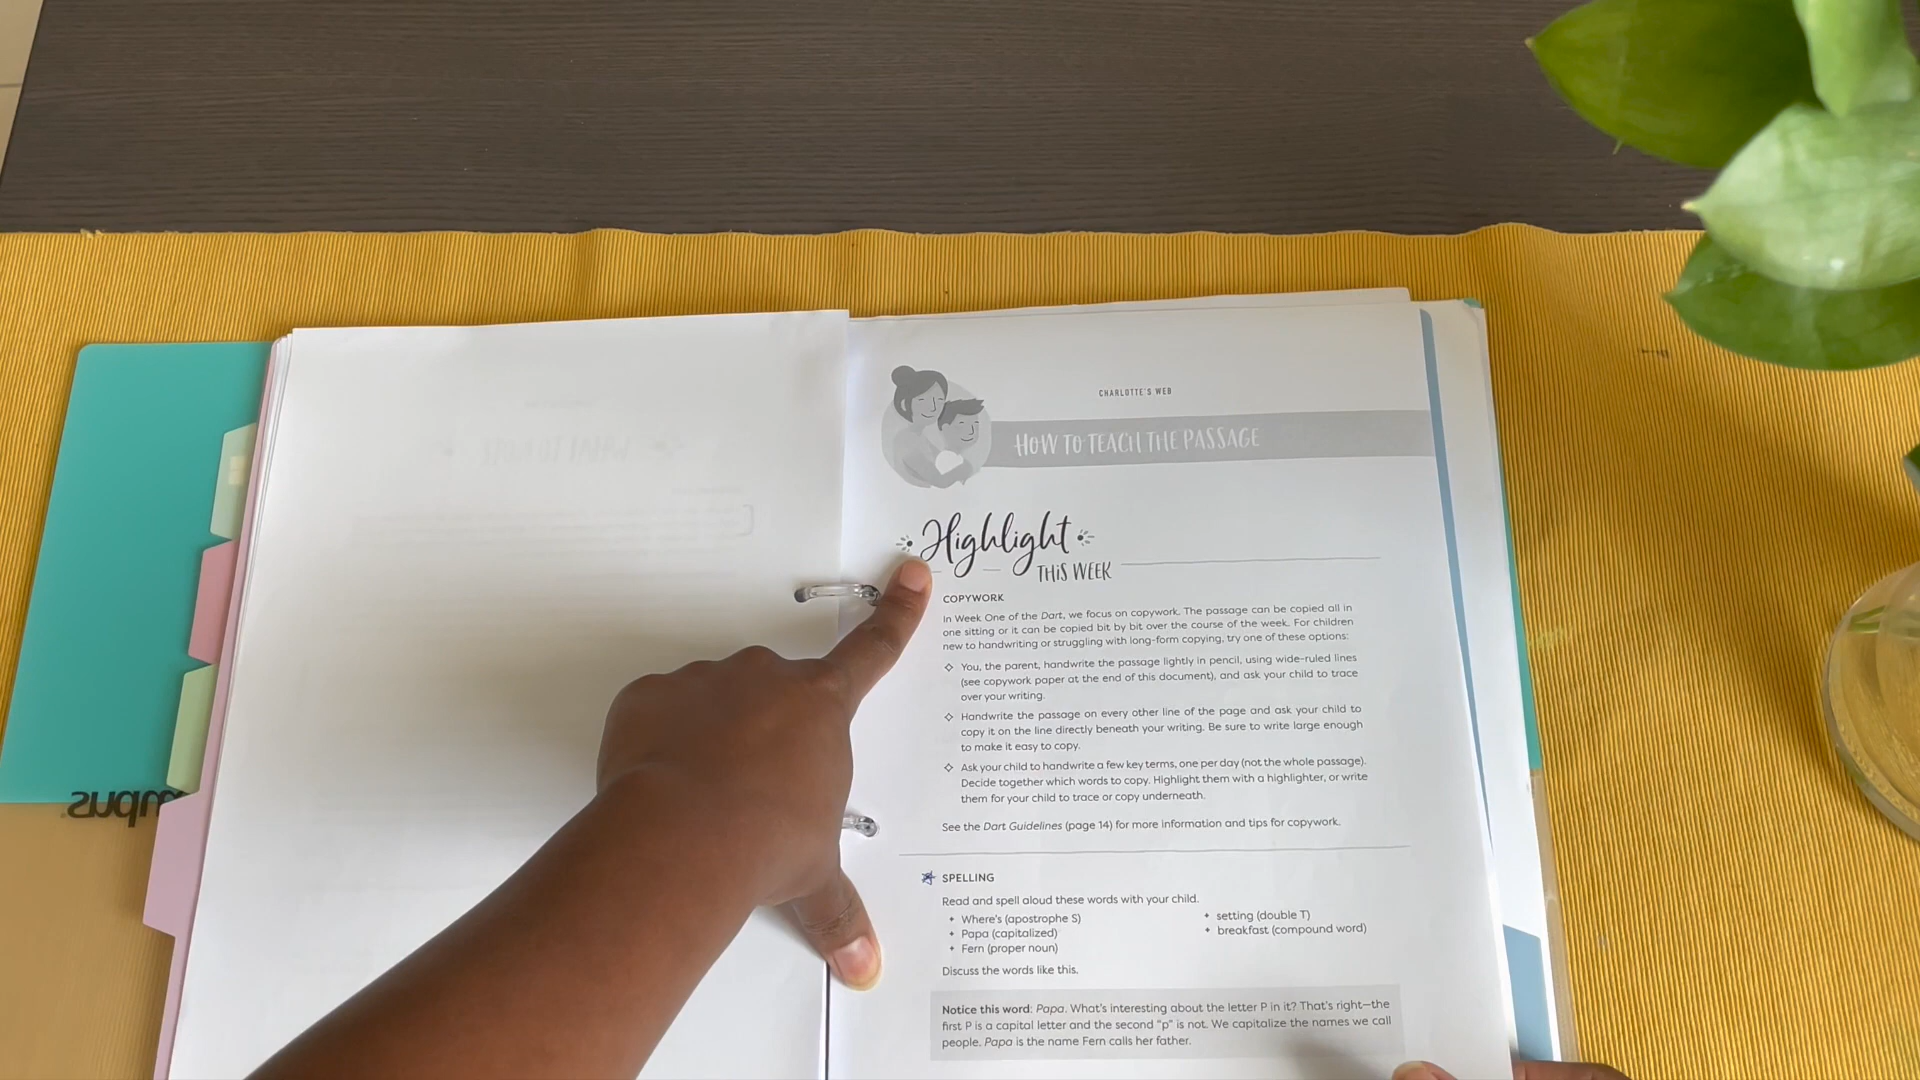 CHARLOTTE'S WEB
HOW TO TEACH THE PASSAGE
Highlight
THIS WEEK
COPYWORK
In Week One of the Dart, we focus on copywork. The passage can be copied all in
one sitting or it can be copied bit by bit over the course of the week. For children
new to handwriting or struggling with long-form copying, try one of these options:
You, the parent, handwrite the passage lightly in pencil, using wide-ruled lines
(see copywork paper at the end of this document), and ask your child to trace
over your writing.
Handwrite the passage on every other line of the page and ask your child to
copy it on the line directly beneath your writing. Be sure to write large enough
to make it easy to copy.
Ask your child to handwrite a few key terms, one per day (not the whole passage).
Decide together which words to copy. Highlight them with a highlighter, or write
them for your child to trace or copy underneath.
See the Dart Guidelines (page 14) for more information and tips for copywork.
SPELLING
Read and spell aloud these words with your child.
Where's (apostrophe S)
Papa (capitalized)
Fern (proper noun)
setting (double T)
breakfast (compound word)
Discuss the words like this.
Notice this word: Papa. What's interesting about the letter P in it? That's right—the
first P is a capital letter and the second "p" is not. We capitalize the names we call
people. Papa is the name Fern calls her father.